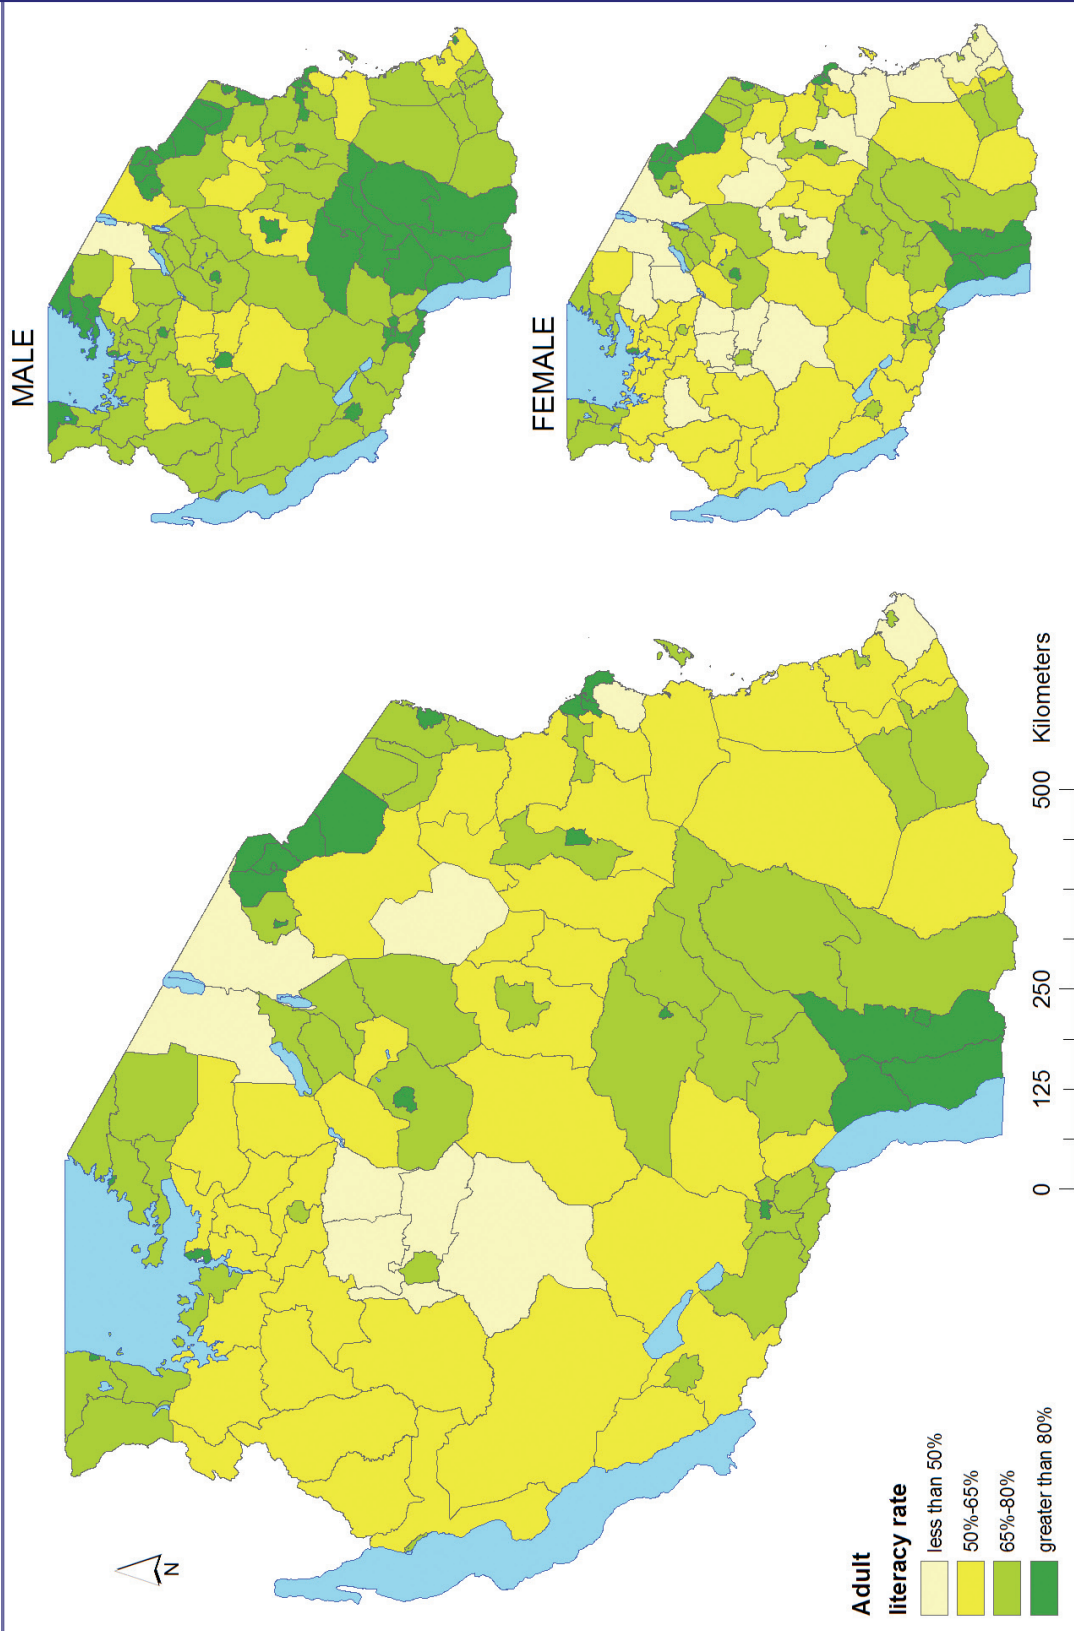 MALE
FEMALE
N
Adult
literacy rate
less than 50%
50%-65%
65%-80%
greater than 80%
0 125 250 500 Kilometers